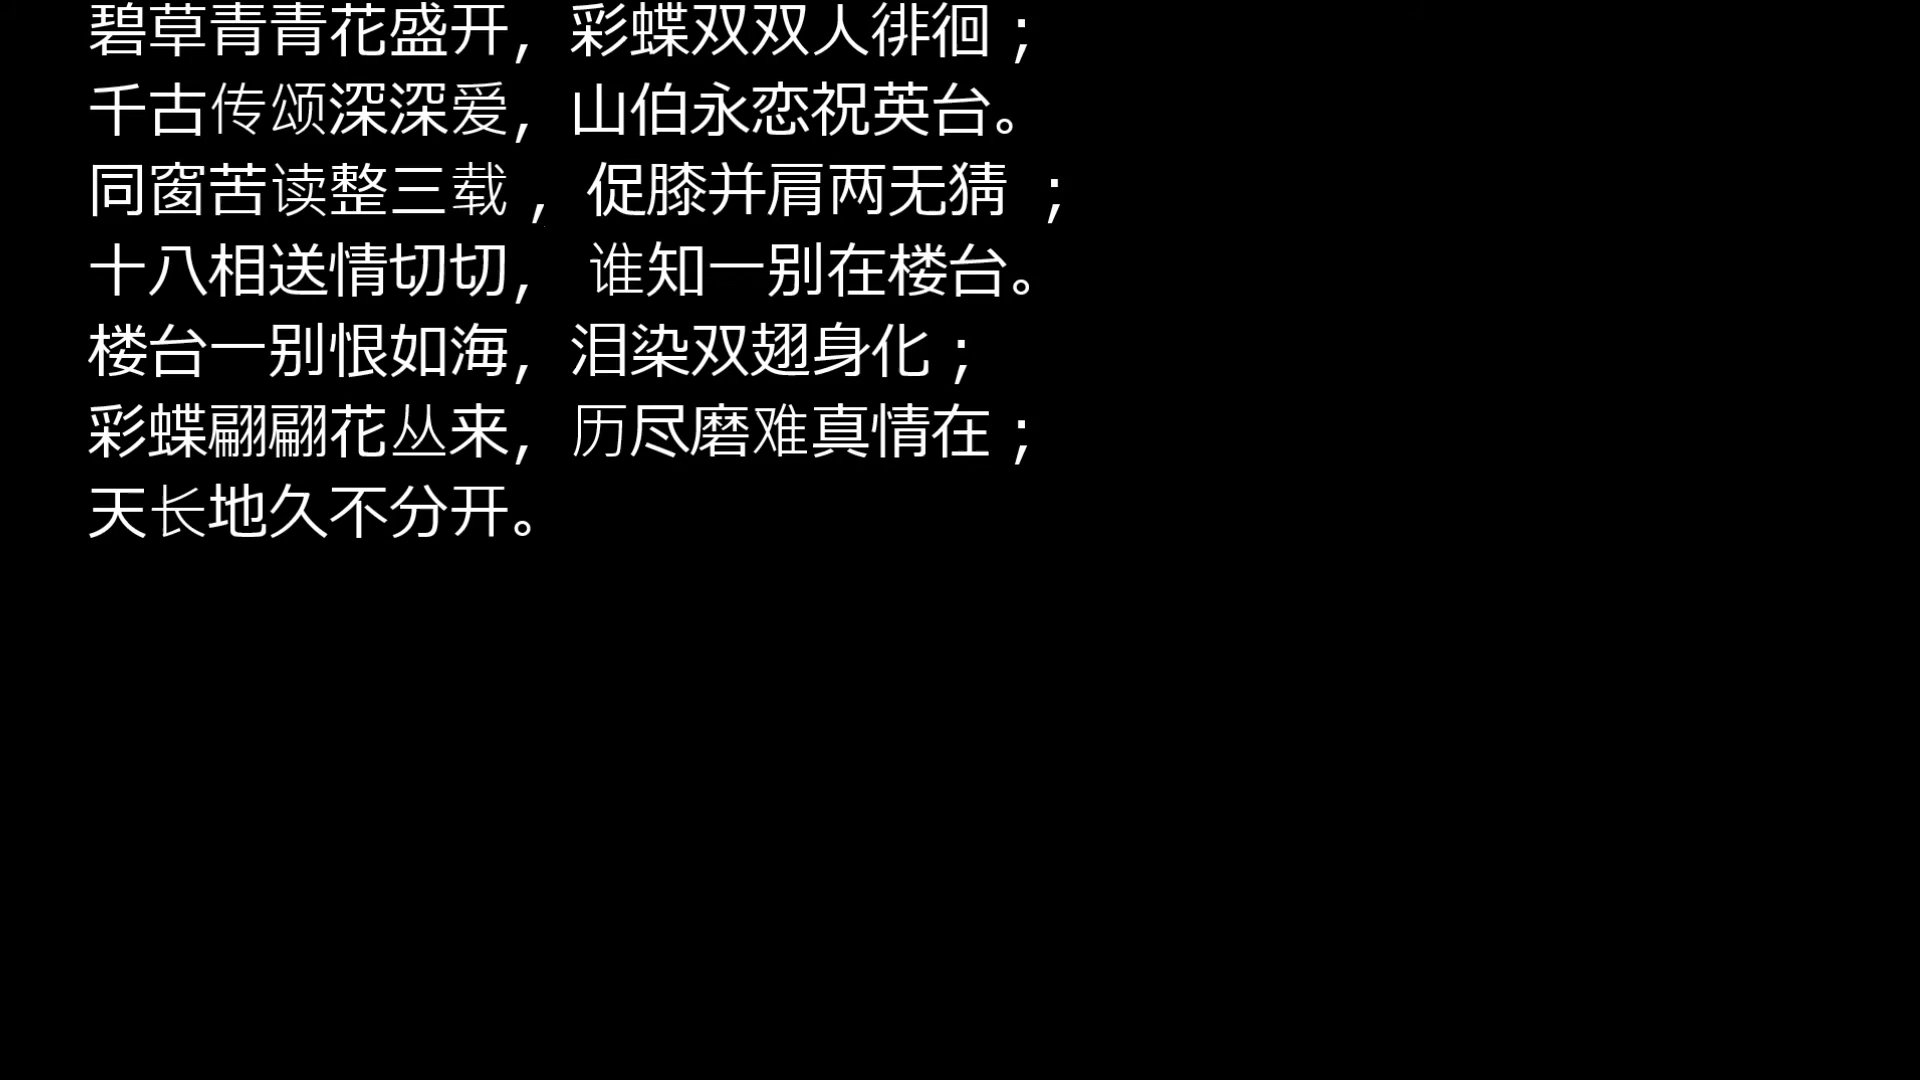 碧草青青花盛开，彩蝶双双人徘徊；
千古传颂深深爱，山伯永恋祝英台。
同窗苦读整三载，促膝并肩两无猜；
十八相送情切切，谁知一别在楼台。
楼台一别恨如海，泪染双翅身化；
彩蝶翩翩花丛来，历尽磨难真情在；
天长地久不分开。